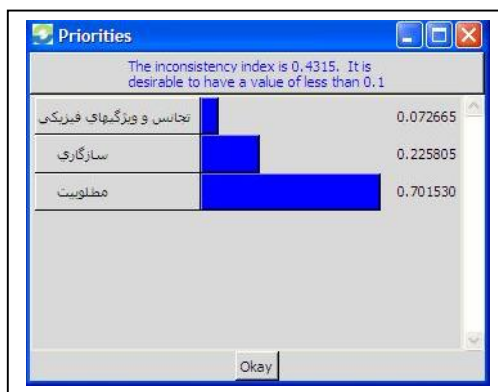 Priorities
The inconsistency index is 0.4315. It is
desirable to have a value of less than 0.1
تجانس و ویژگیهای فیزیکی 0.072665
سازگاري 0.225805
مطلوبیت 0.701530
Okay